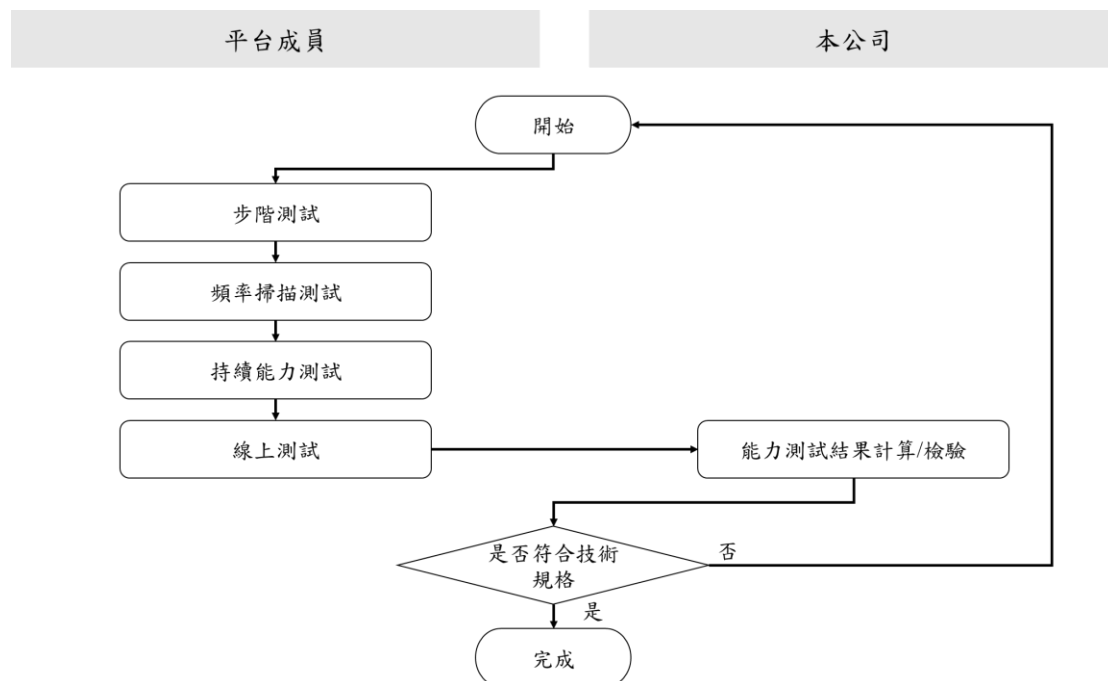 平台成員
本公司
開始
步階測試
頻率掃描測試
持續能力測試
線上測試
能力測試結果計算/檢驗
是否符合技術
規格
否
是
完成